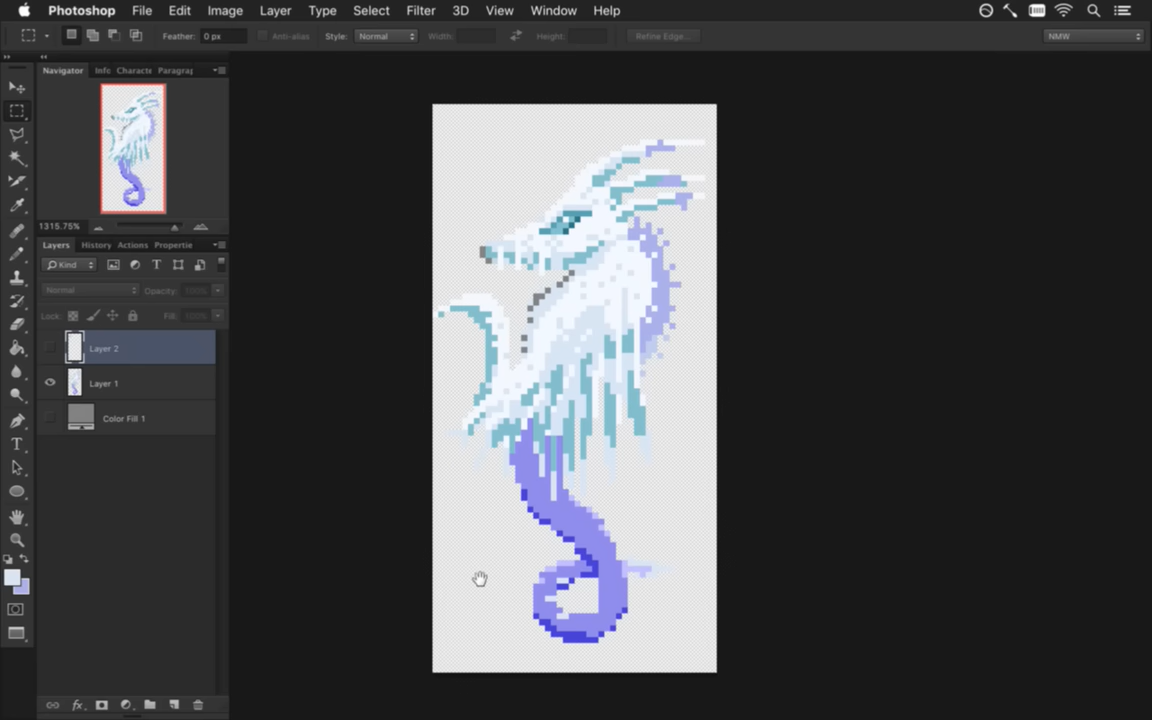 Photoshop File Edit Image Layer Type Select Filter 3D View Window Help
Feather: 0 px Anti-alias Style: Normal Width: Height: Refine Edge... NMW
Navigator Info Characte Paragrap
1315.75%
Layers History Actions Propertie
Kind
Normal Opacity: 100%
Lock: Fill: 100%
Layer 2
Layer 1
Color Fill 1